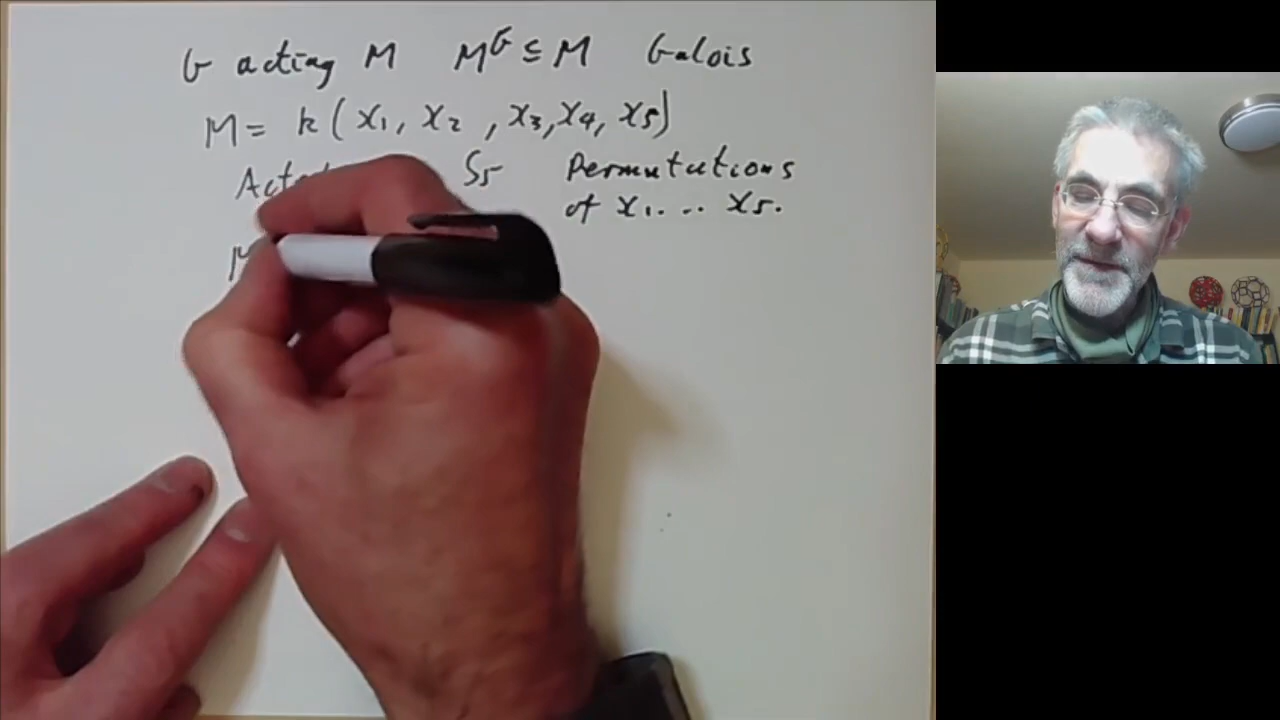 G acting M M^G ⊆ M Galois
M = k(x1, x2, x3, x4, x5)
S5 Permutations
of x1... x5.
M